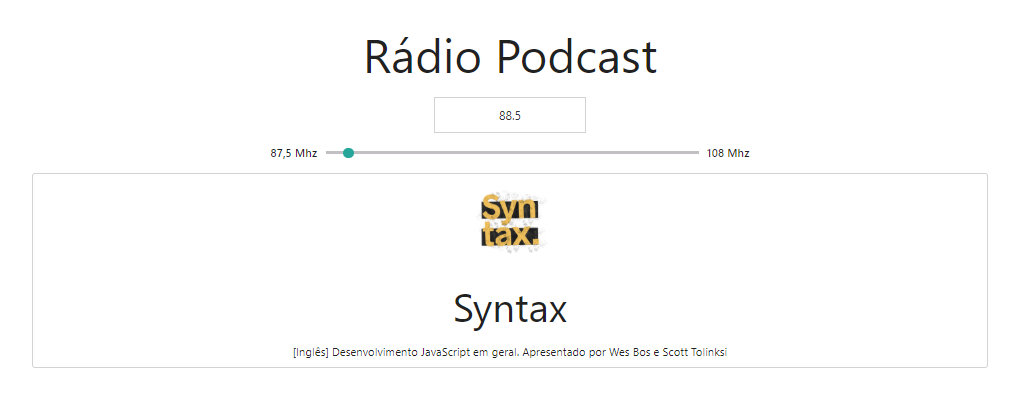 Rádio Podcast
88.5
87,5 Mhz 108 Mhz
Syn
tax.
Syntax
[Inglês] Desenvolvimento JavaScript em geral. Apresentado por Wes Bos e Scott Tolinksi